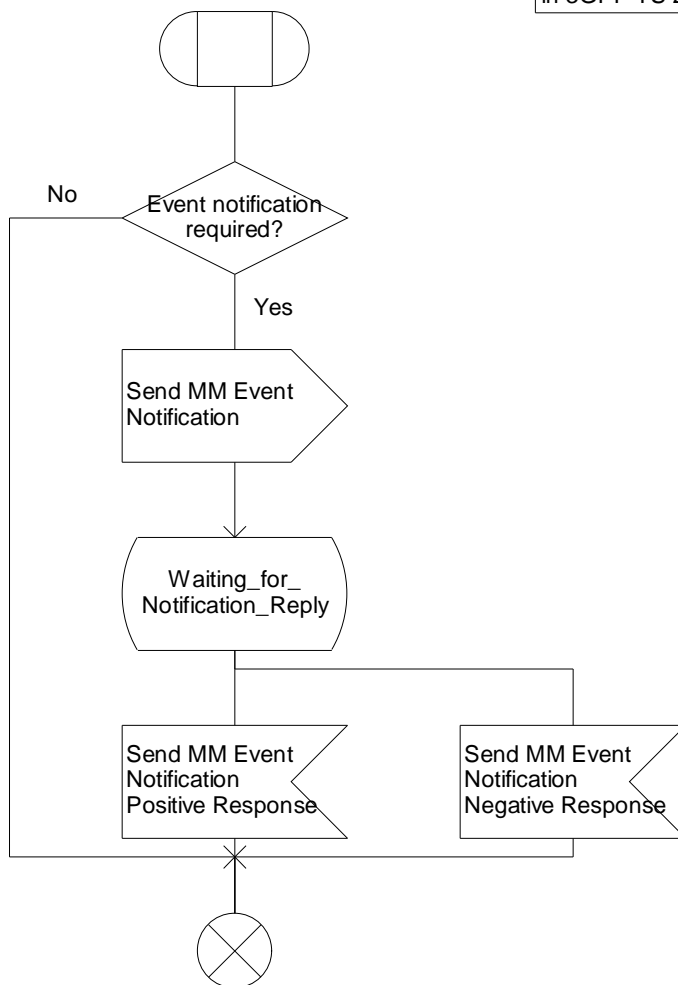 No
Event notification
required?
Yes
Send MM Event
Notification
Waiting_for_
Notification_Reply
Send MM Event
Notification
Positive Response
Send MM Event
Notification
Negative Response